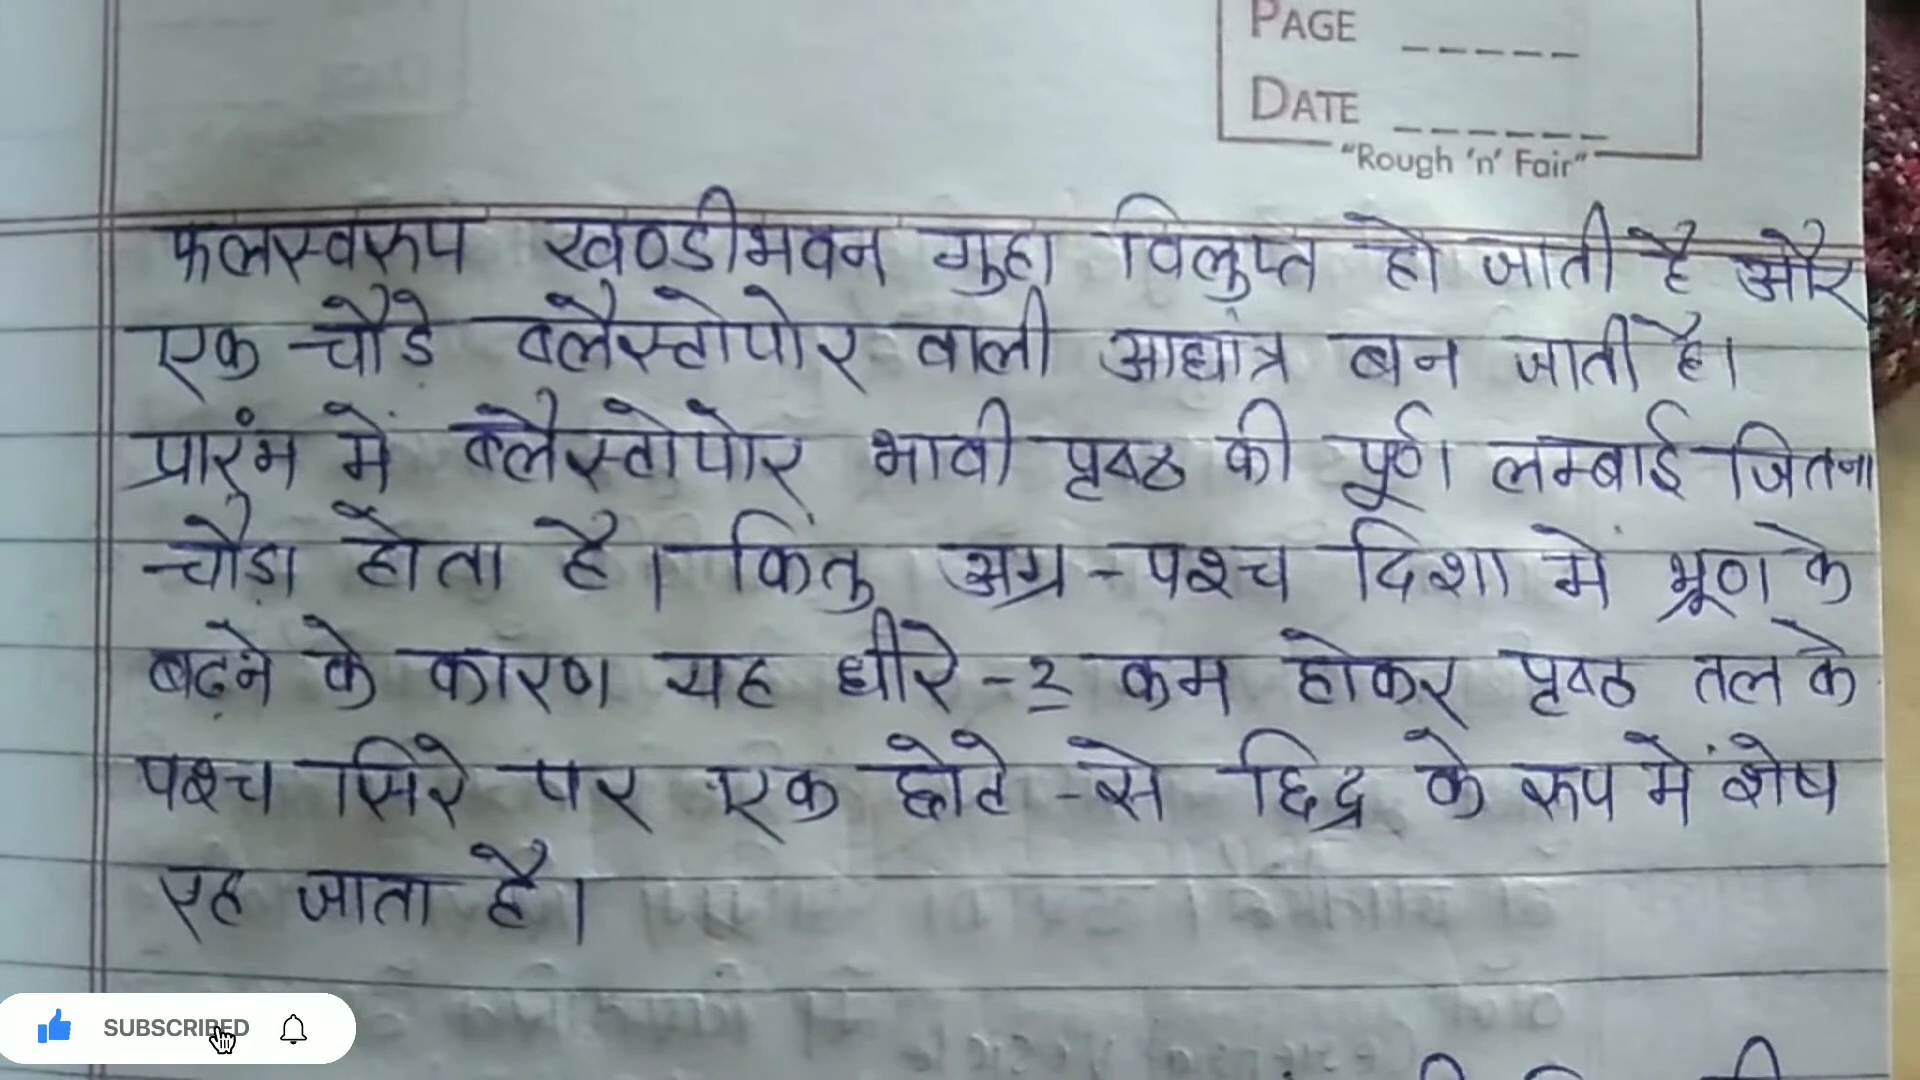 PAGE
DATE
"Rough 'n' Fair"
फलस्वरूप खण्डीभवन गुहा विलुप्त हो जाती है और
एक चौडे ब्लैस्टोपोर वाली आद्यांत्र बन जाती है।
प्रारंभ में ब्लैस्टोपोर भावी पृष्ठ की पूर्ण लम्बाई जितना
चौड़ा होता है। किंतु अग्र-पश्च दिशा में भ्रूण के
बढ़ने के कारण यह धीरे-२ कम होकर पृष्ठ तल के
पश्च सिरे पर एक छोटे-से छिद्र के रूप में शेष
रह जाता है।
SUBSCRIBED